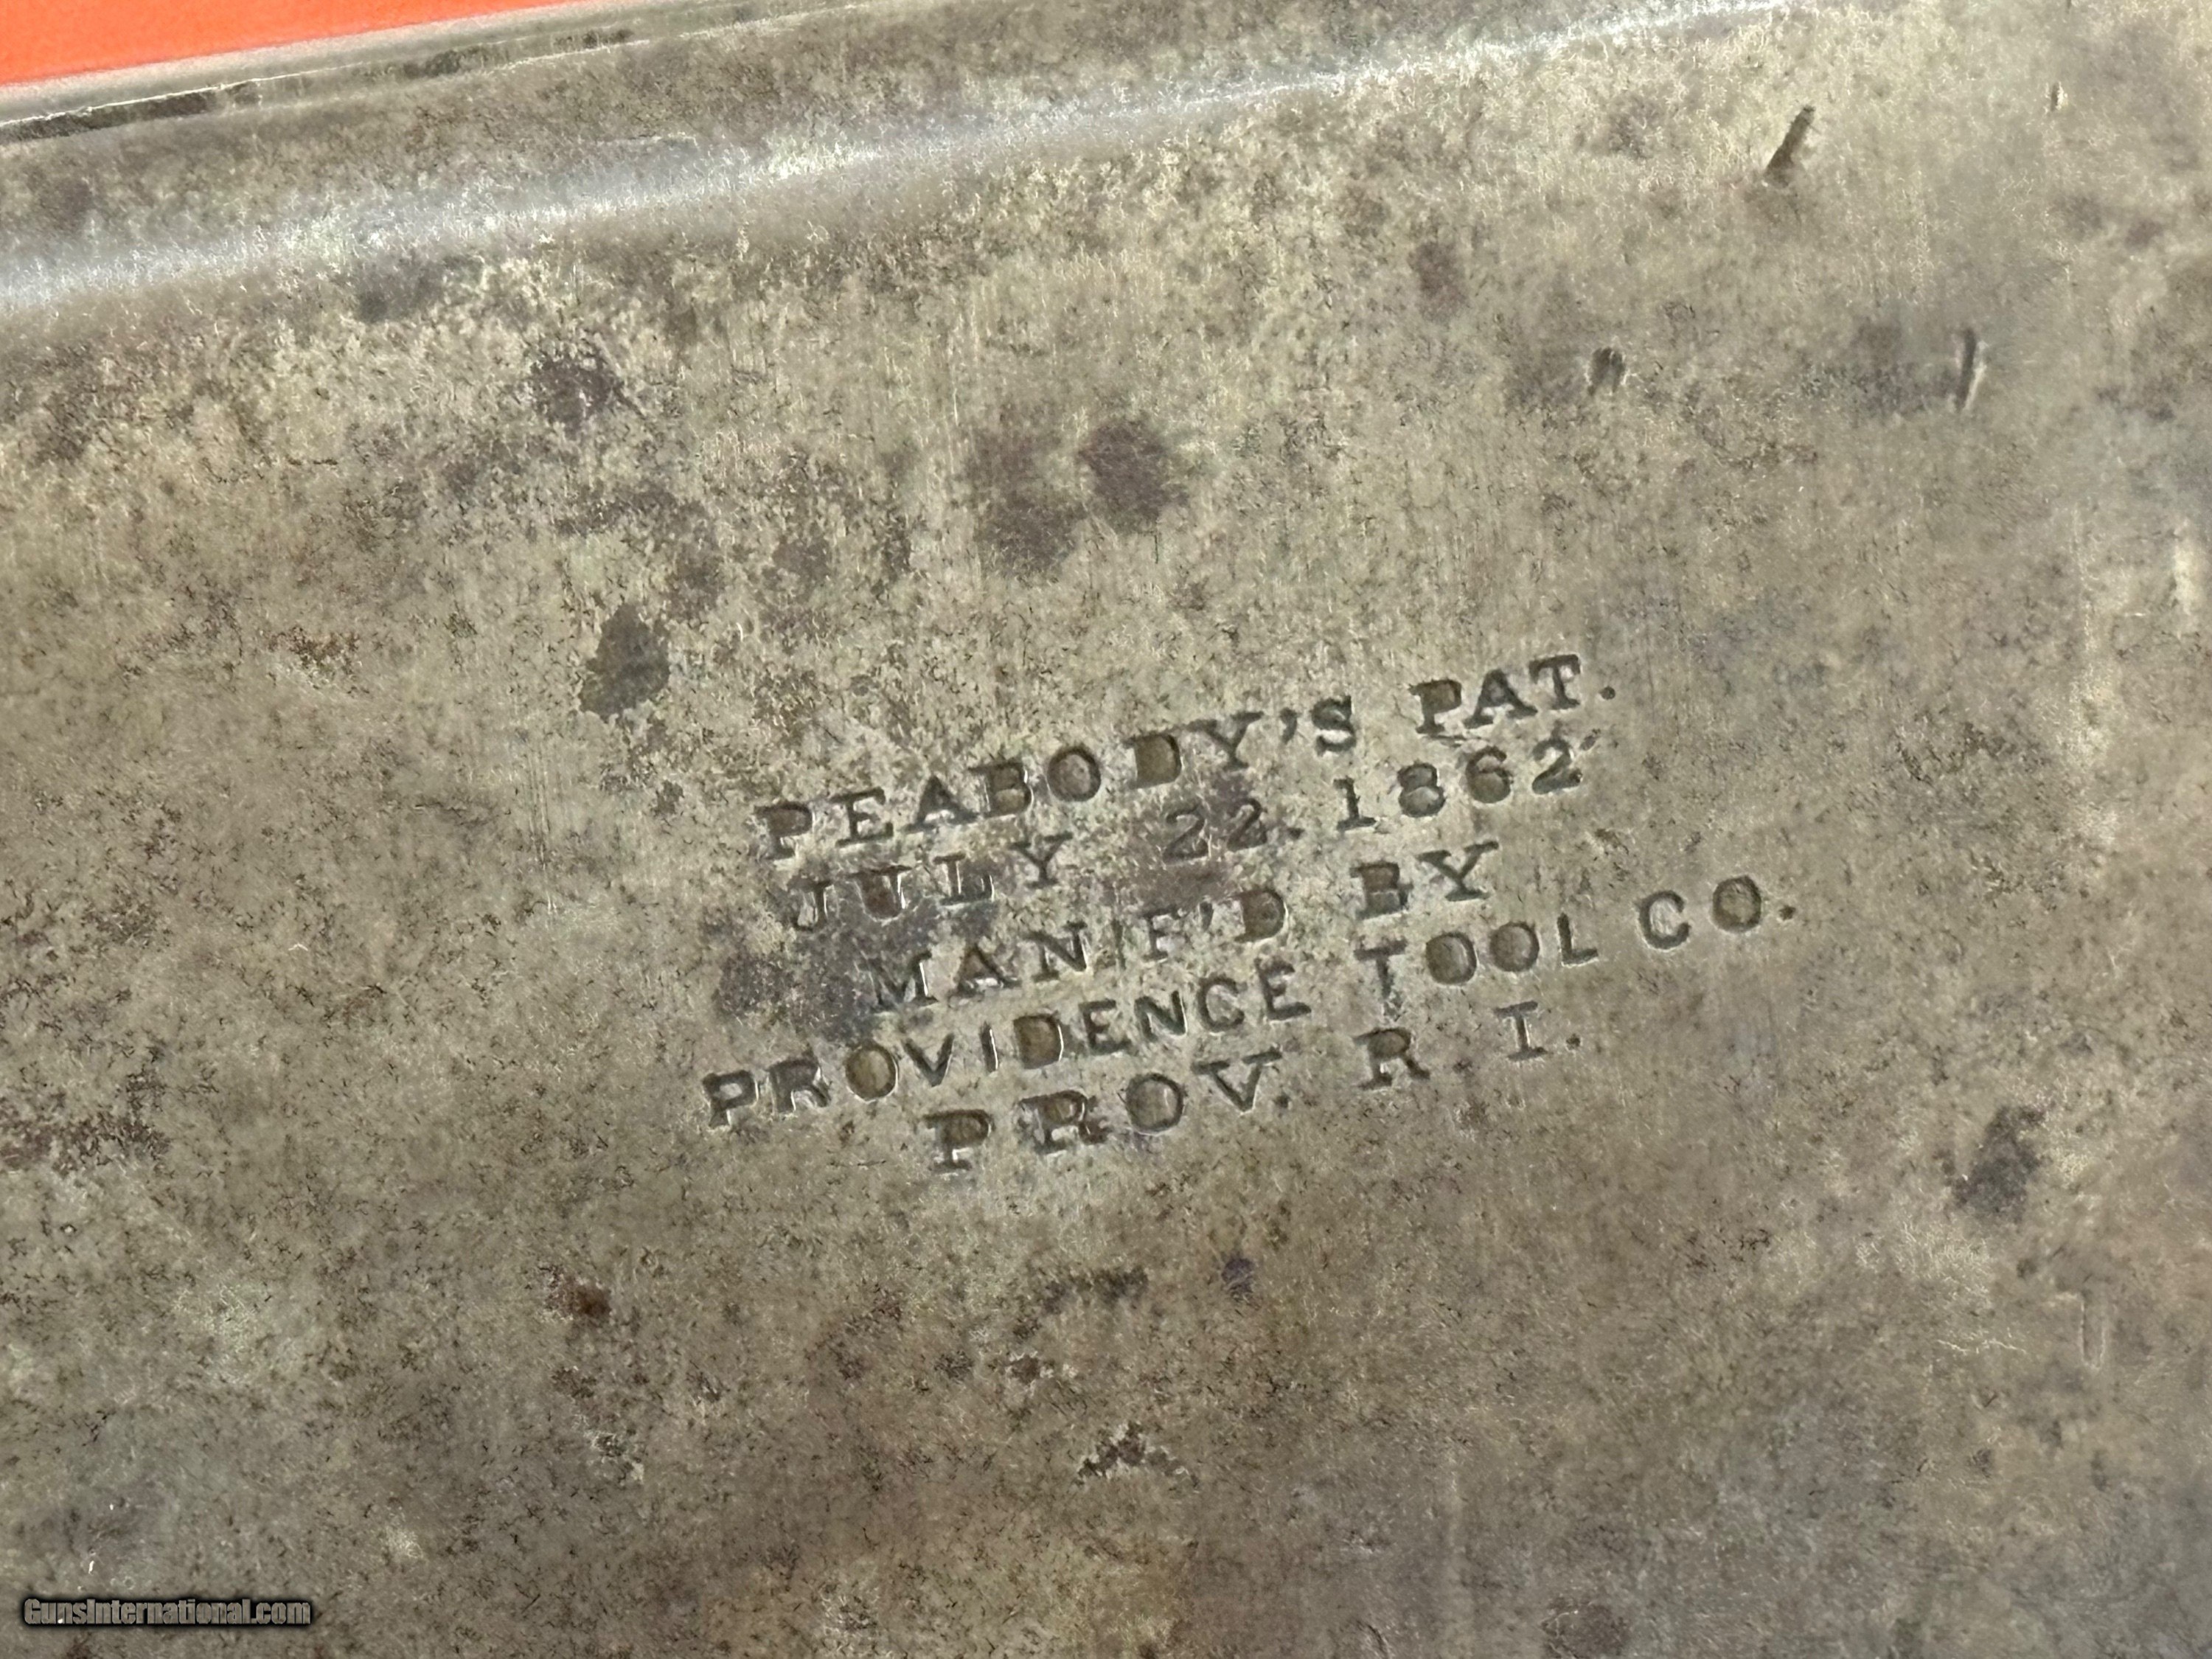 PEABODY'S PAT.
JULY 22. 1862
MANF'D BY
PROVIDENCE TOOL CO.
PROV. R. I.
GunsInternational.com